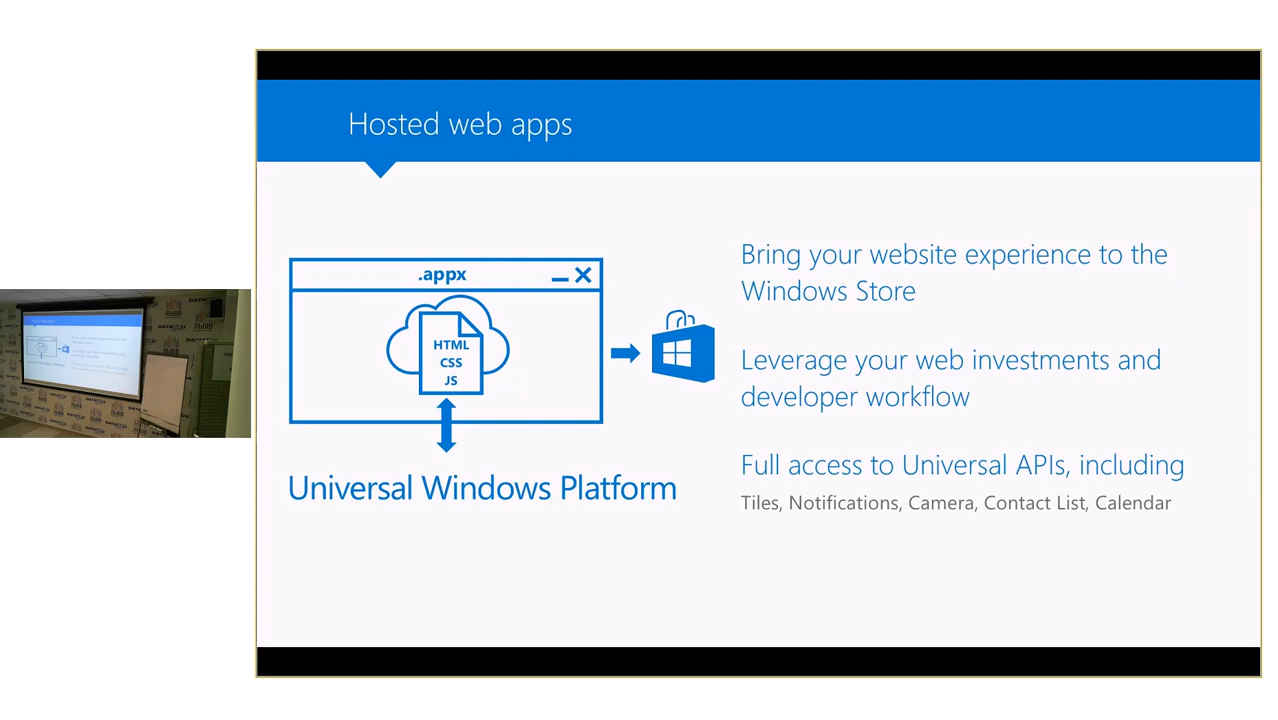 Hosted web apps
.appx
HTML
CSS
JS
Universal Windows Platform
Bring your website experience to the
Windows Store
Leverage your web investments and
developer workflow
Full access to Universal APIs, including
Tiles, Notifications, Camera, Contact List, Calendar